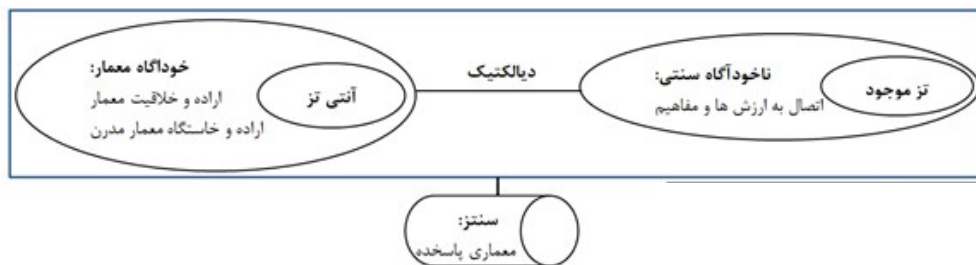 تز موجود
ناخودآگاه سنتی:
اتصال به ارزش ها و مفاهیم
دیالکتیک
آنتی تز
خوداگاه معمار:
اراده و خلاقیت معمار
اراده و خاستگاه معمار مدرن
سنتز:
معماری پاسخده